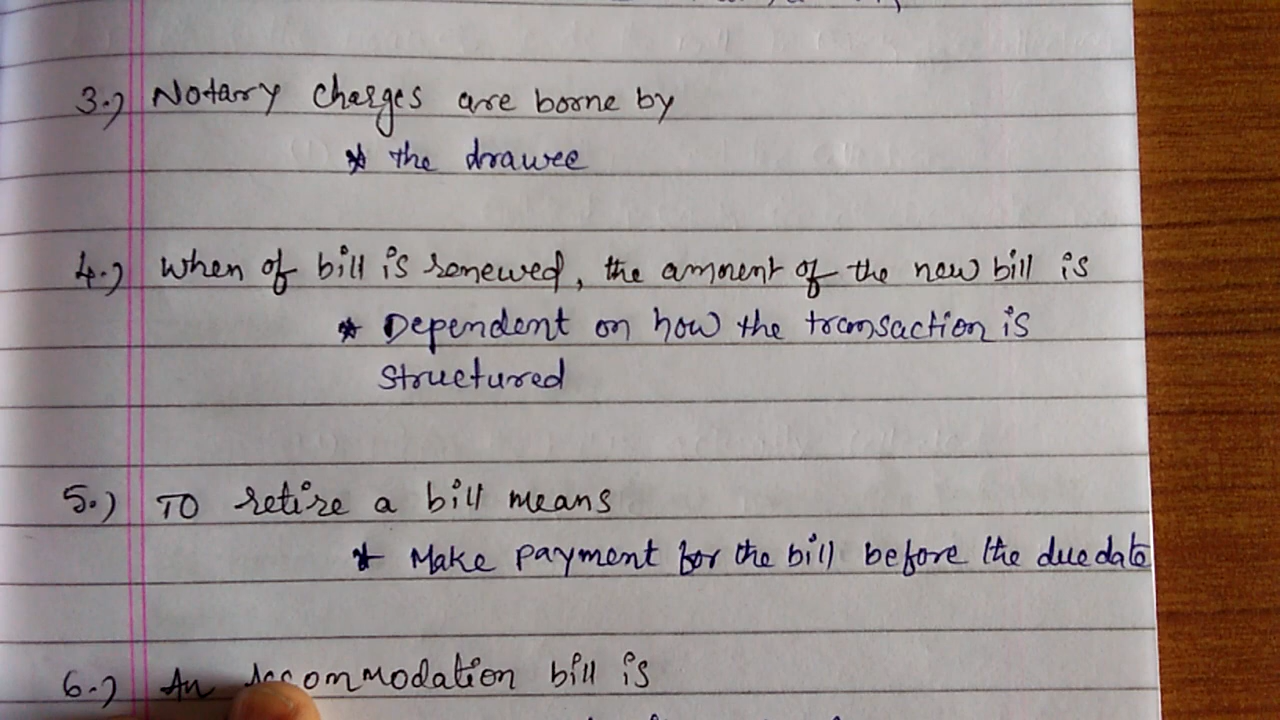 3.) Notary charges are borne by
* the drawee
4.) When of bill is renewed, the amount of the new bill is
* Dependent on how the transaction is
structured
5.) TO retire a bill means
* Make payment for the bill before the due date
6.) An Accommodation bill is